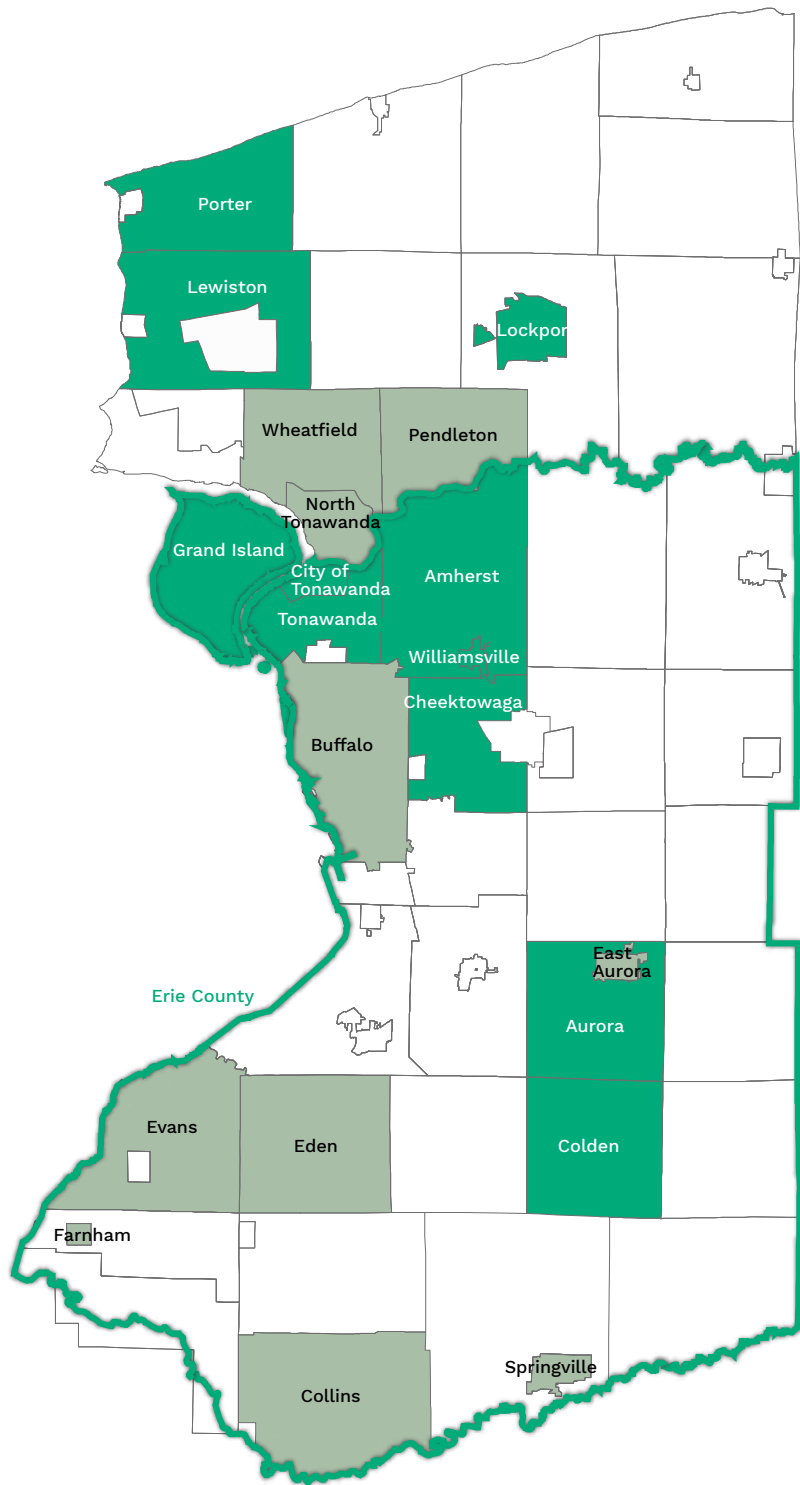 Porter
Lewiston
Lockpor
Wheatfield
Pendleton
North
Tonawanda
Grand Island
City of
Tonawanda
Amherst
Tonawanda
Williamsville
Cheektowaga
Buffalo
East
Aurora
Erie County
Aurora
Evans
Eden
Colden
Farnham
Springville
Collins